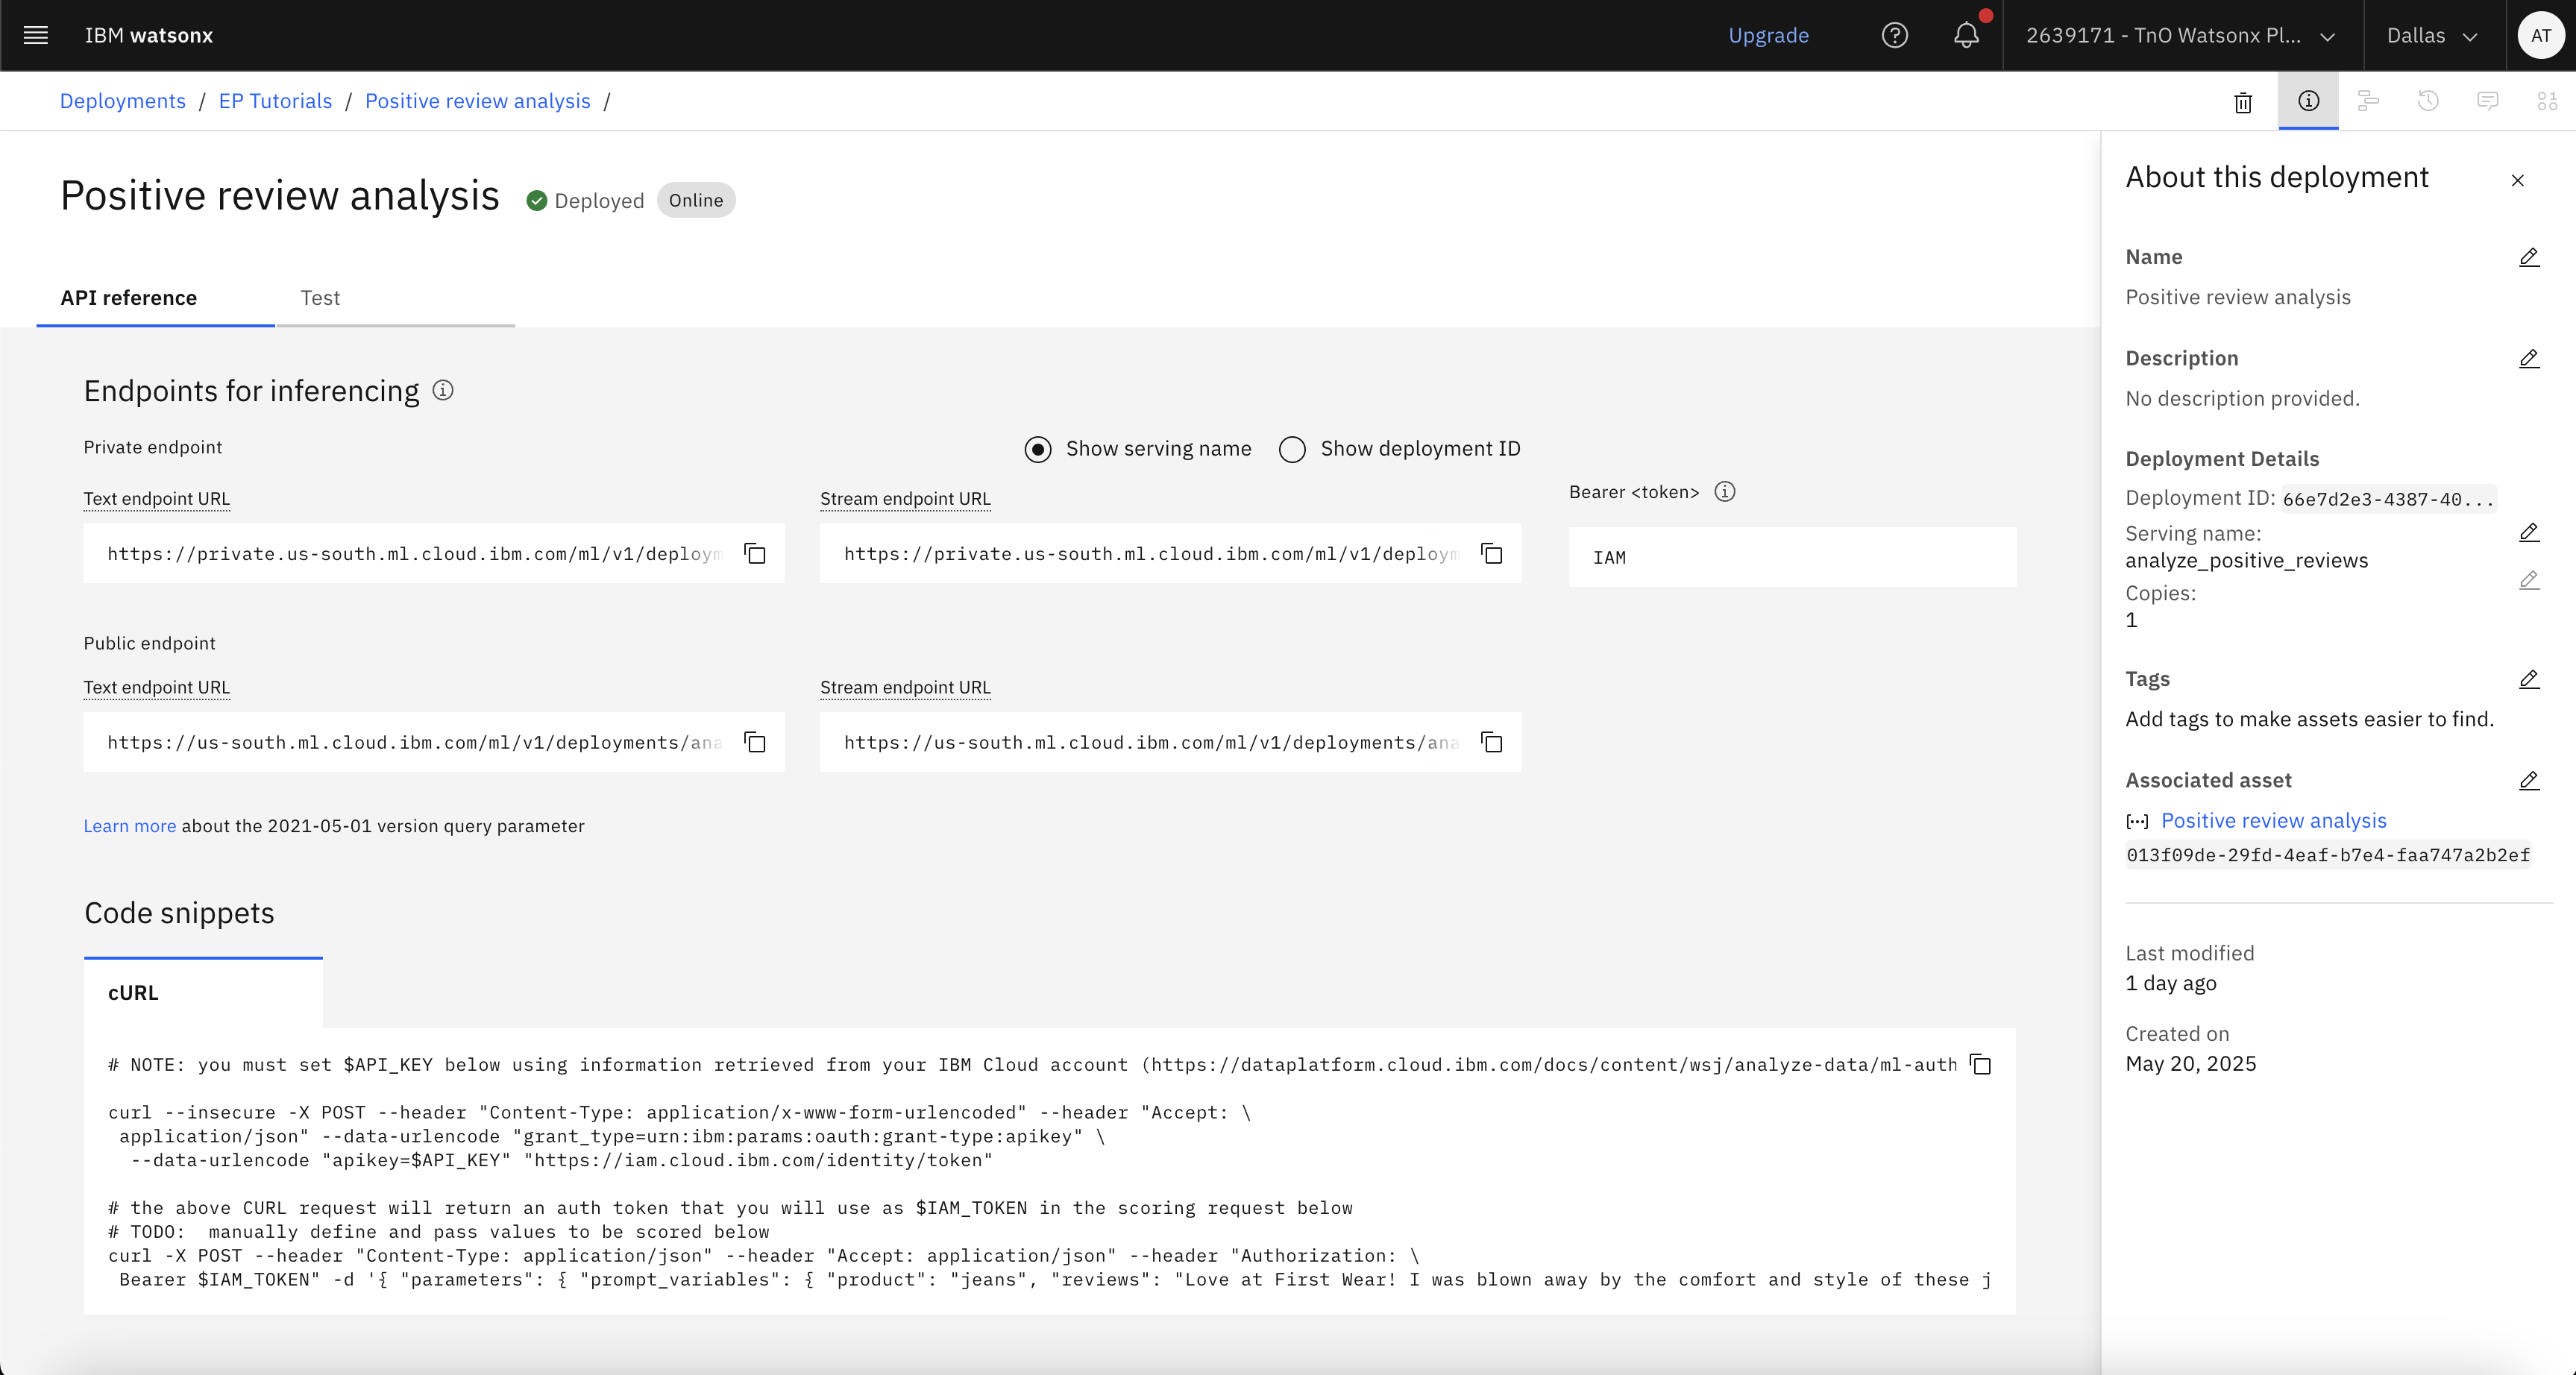 IBM watsonx
Upgrade
2639171 - TnO Watsonx Pl...
Dallas
AT
Deployments / EP Tutorials / Positive review analysis /
Positive review analysis
Deployed
Online
API reference
Test
Endpoints for inferencing
Private endpoint
Show serving name
Show deployment ID
Text endpoint URL
Stream endpoint URL
Bearer <token>
https://private.us-south.ml.cloud.ibm.com/ml/v1/deploym
https://private.us-south.ml.cloud.ibm.com/ml/v1/deploym
IAM
Public endpoint
Text endpoint URL
Stream endpoint URL
https://us-south.ml.cloud.ibm.com/ml/v1/deployments/ana
https://us-south.ml.cloud.ibm.com/ml/v1/deployments/ana
Learn more about the 2021-05-01 version query parameter
Code snippets
cURL
# NOTE: you must set $API_KEY below using information retrieved from your IBM Cloud account (https://dataplatform.cloud.ibm.com/docs/content/wsj/analyze-data/ml-auth
curl --insecure -X POST --header "Content-Type: application/x-www-form-urlencoded" --header "Accept: \
application/json" --data-urlencode "grant_type=urn:ibm:params:oauth:grant-type:apikey" \
--data-urlencode "apikey=$API_KEY" "https://iam.cloud.ibm.com/identity/token"
# the above CURL request will return an auth token that you will use as $IAM_TOKEN in the scoring request below
# TODO:  manually define and pass values to be scored below
curl -X POST --header "Content-Type: application/json" --header "Accept: application/json" --header "Authorization: \
Bearer $IAM_TOKEN" -d '{ "parameters": { "prompt_variables": { "product": "jeans", "reviews": "Love at First Wear! I was blown away by the comfort and style of these j
About this deployment
Name
Positive review analysis
Description
No description provided.
Deployment Details
Deployment ID: 66e7d2e3-4387-40...
Serving name:
analyze_positive_reviews
Copies:
1
Tags
Add tags to make assets easier to find.
Associated asset
Positive review analysis
013f09de-29fd-4eaf-b7e4-faa747a2b2ef
Last modified
1 day ago
Created on
May 20, 2025